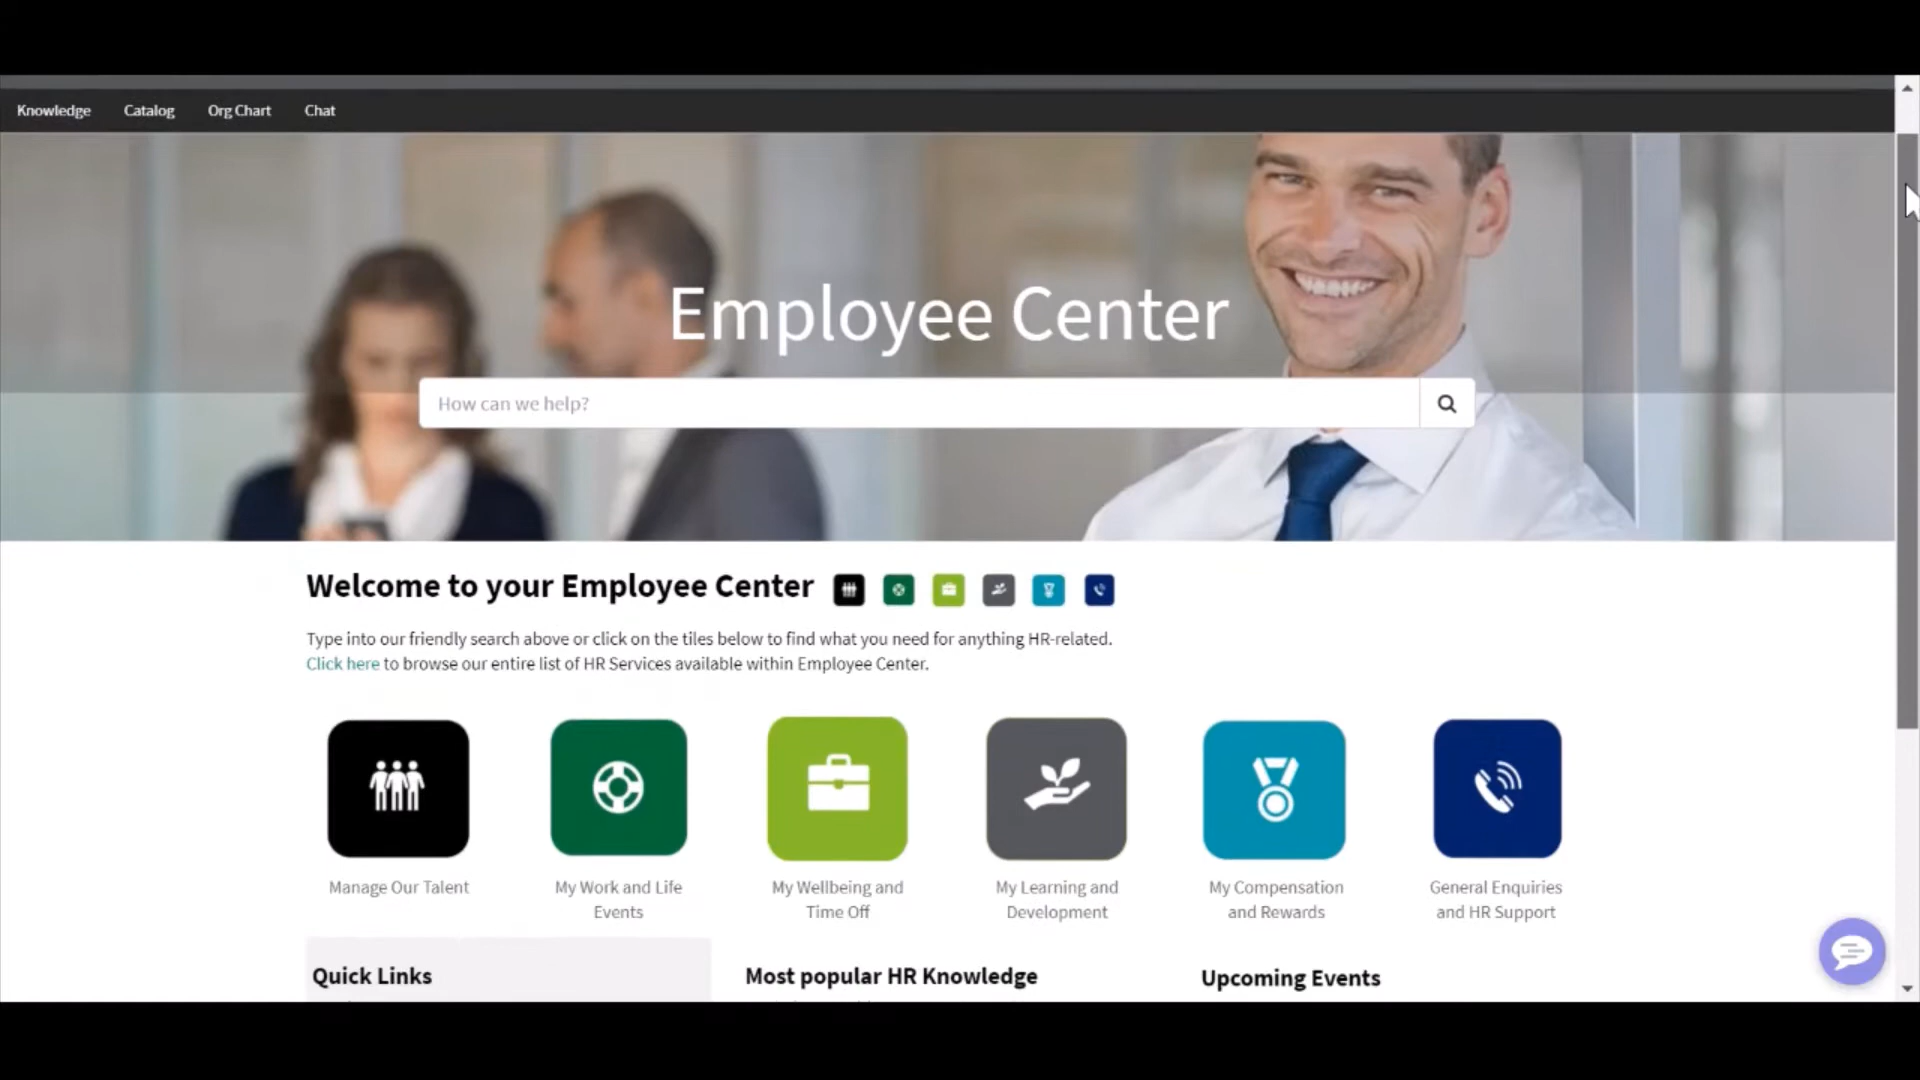 Knowledge Catalog Org Chart Chat
Employee Center
How can we help?
Welcome to your Employee Center
Type into our friendly search above or click on the tiles below to find what you need for anything HR-related.
Click here to browse our entire list of HR Services available within Employee Center.
Manage Our Talent
My Work and Life
Events
My Wellbeing and
Time Off
My Learning and
Development
My Compensation
and Rewards
General Enquiries
and HR Support
Quick Links
Most popular HR Knowledge
Upcoming Events